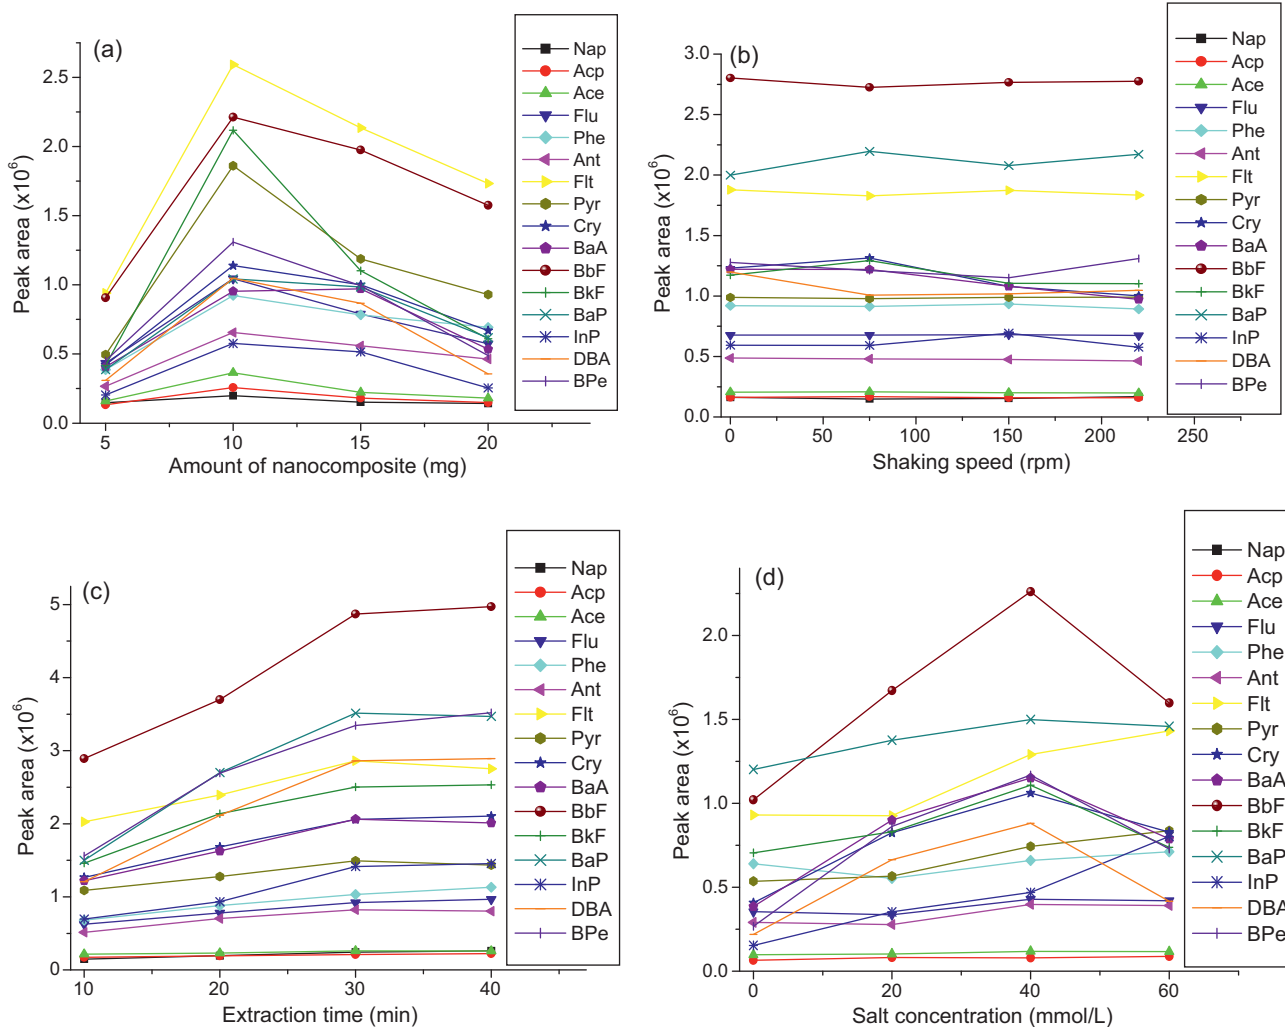 (a)
Peak area (x10⁶)
2.5
2.0
1.5
1.0
0.5
0.0
5 10 15 20
Amount of nanocomposite (mg)
Nap
Acp
Ace
Flu
Phe
Ant
Flt
Pyr
Cry
BaA
BbF
BkF
BaP
InP
DBA
BPe
(b)
Peak area (x10⁶)
3.0
2.5
2.0
1.5
1.0
0.5
0.0
0 50 100 150 200 250
Shaking speed (rpm)
Nap
Acp
Ace
Flu
Phe
Ant
Flt
Pyr
Cry
BaA
BbF
BkF
BaP
InP
DBA
BPe
(c)
Peak area (x10⁶)
5
4
3
2
1
0
10 20 30 40
Extraction time (min)
Nap
Acp
Ace
Flu
Phe
Ant
Flt
Pyr
Cry
BaA
BbF
BkF
BaP
InP
DBA
BPe
(d)
Peak area (x10⁶)
2.0
1.5
1.0
0.5
0.0
0 20 40 60
Salt concentration (mmol/L)
Nap
Acp
Ace
Flu
Phe
Ant
Flt
Pyr
Cry
BaA
BbF
BkF
BaP
InP
DBA
BPe